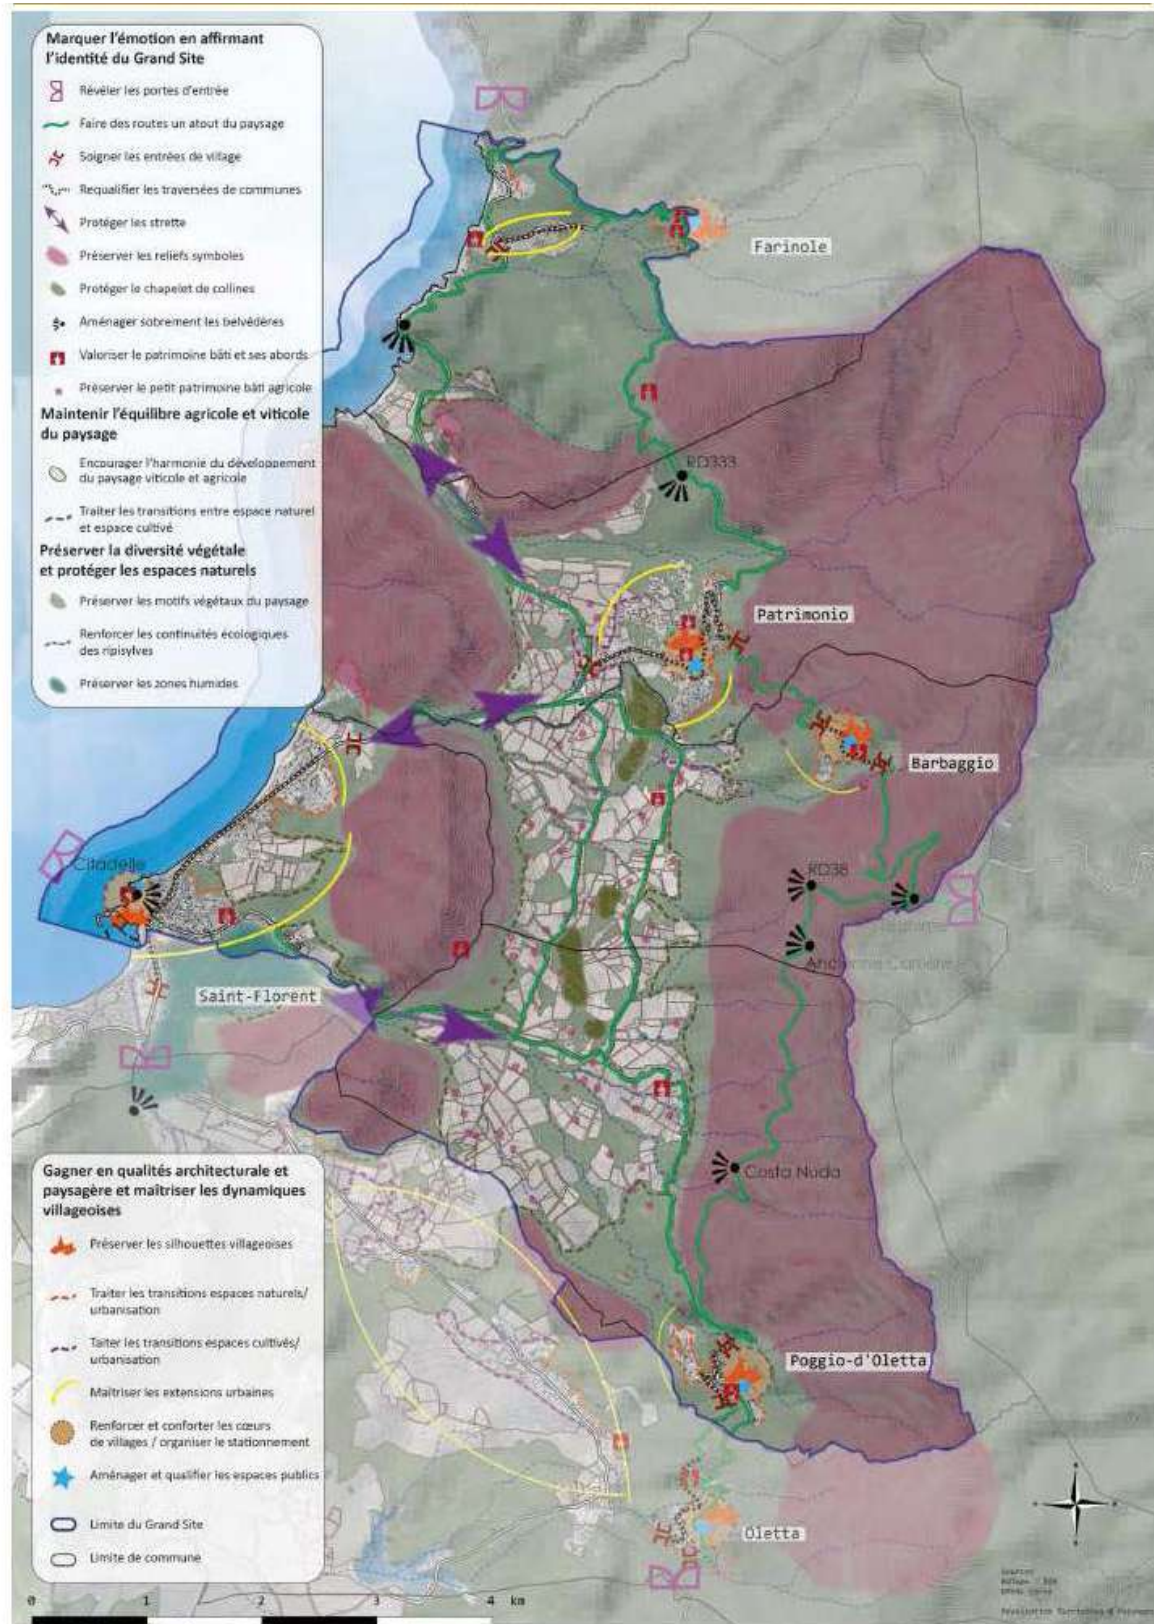 Marquer l'émotion en affirmant
l'identité du Grand Site
Révéler les portes d'entrée
Faire des routes un atout du paysage
Soigner les entrées de village
Requalifier les traversées de communes
Protéger les strette
Préserver les reliefs symboles
Protéger le chapelet de collines
Aménager sobrement les belvédères
Valoriser le patrimoine bâti et ses abords
Préserver le petit patrimoine bâti agricole
Maintenir l'équilibre agricole et viticole
du paysage
Encourager l'harmonie du développement
du paysage viticole et agricole
Traiter les transitions entre espace naturel
et espace cultivé
Préserver la diversité végétale
et protéger les espaces naturels
Préserver les motifs végétaux du paysage
Renforcer les continuités écologiques
des ripisylves
Préserver les zones humides
Farinole
RD333
Patrimonio
Barbaggio
Citadelle
RD38
Saint-Florent
Costa Nuda
Poggio-d'Oletta
Oletta
Gagner en qualités architecturale et
paysagère et maîtriser les dynamiques
villageoises
Préserver les silhouettes villageoises
Traiter les transitions espaces naturels/
urbanisation
Taiter les transitions espaces cultivés/
urbanisation
Maîtriser les extensions urbaines
Renforcer et conforter les cœurs
de villages / organiser le stationnement
Aménager et qualifier les espaces publics
Limite du Grand Site
Limite de commune
0 1 2 3 4 km